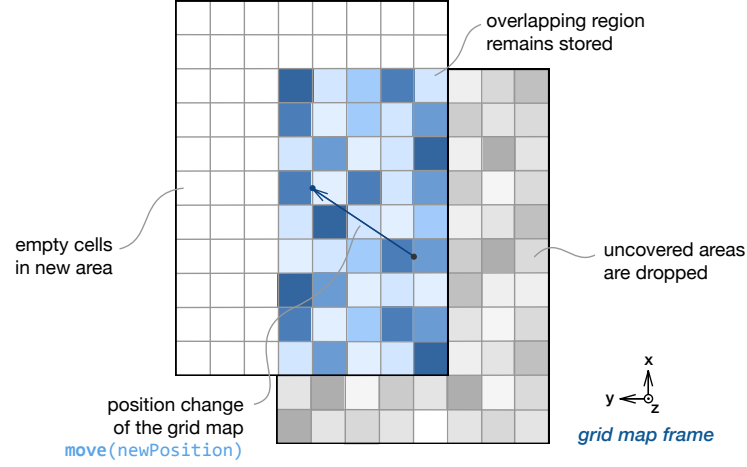 overlapping region
remains stored
empty cells
in new area
uncovered areas
are dropped
position change
of the grid map
move(newPosition)
x
y
z
grid map frame